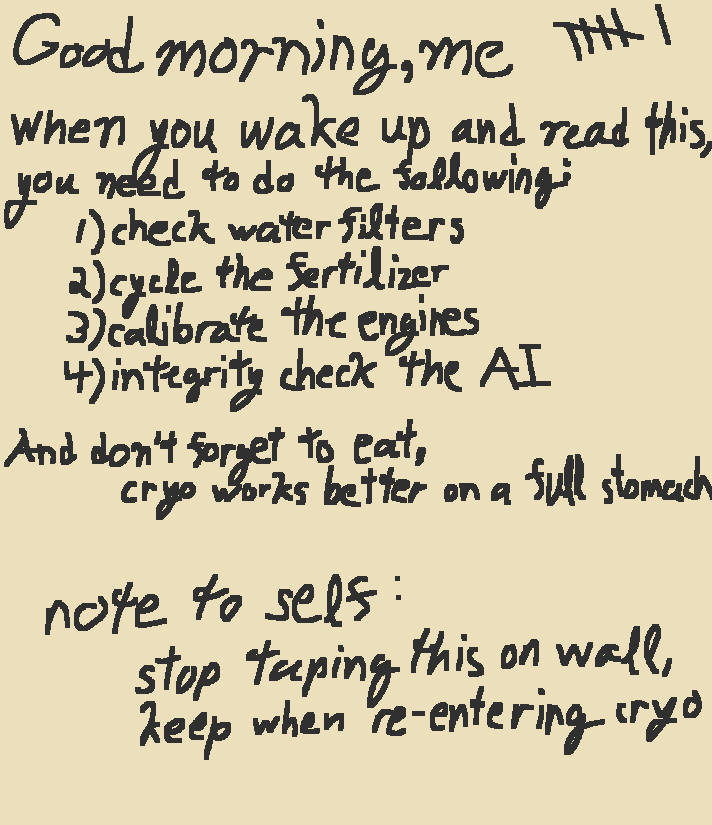 Good morning, me
When you wake up and read this,
you need to do the following:
1) check water filters
2) cycle the fertilizer
3) calibrate the engines
4) integrity check the AI
And don't forget to eat,
cryo works better on a full stomach
note to self:
stop taping this on wall,
keep when re-entering cryo